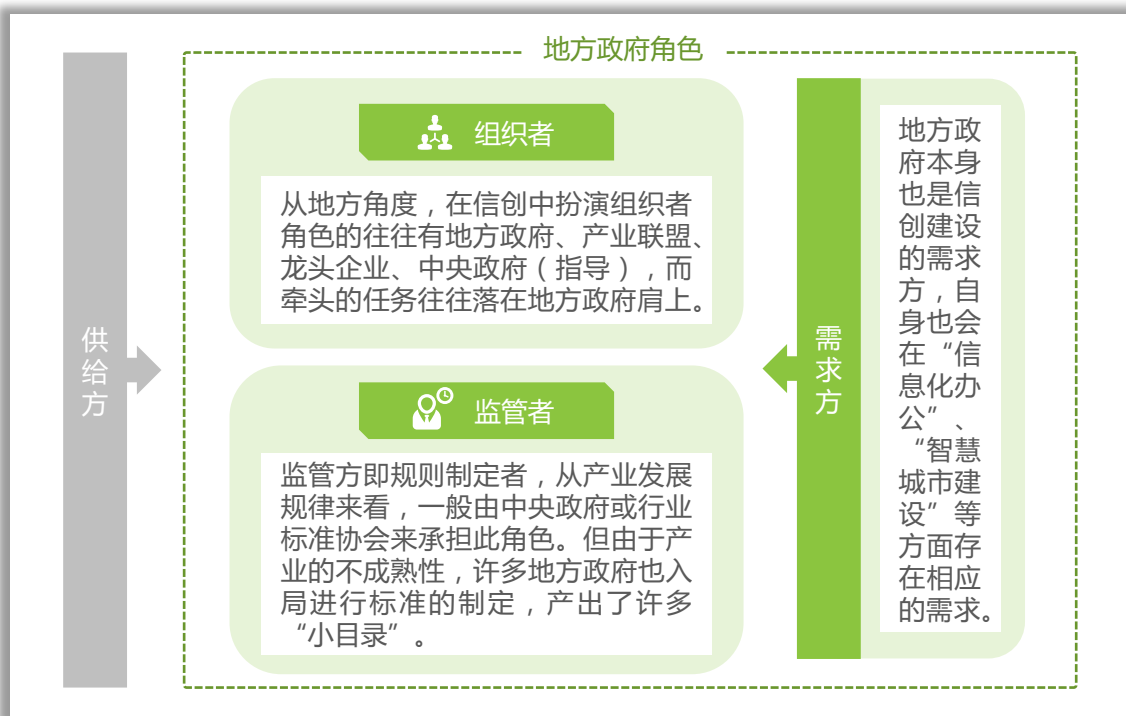 地方政府角色
供给方
组织者
从地方角度，在信创中扮演组织者
角色的往往有地方政府、产业联盟、
龙头企业、中央政府（指导），而
牵头的任务往往落在地方政府肩上。
监管者
监管方即规则制定者，从产业发展
规律来看，一般由中央政府或行业
标准协会来承担此角色。但由于产
业的不成熟性，许多地方政府也入
局进行标准的制定，产出了许多
“小目录”。
需求方
地方政
府本身
也是信
创建设
的需求
方，自
身也会
在“信
息化办
公”、
“智慧
城市建
设”等
方面存
在相应
的需求。